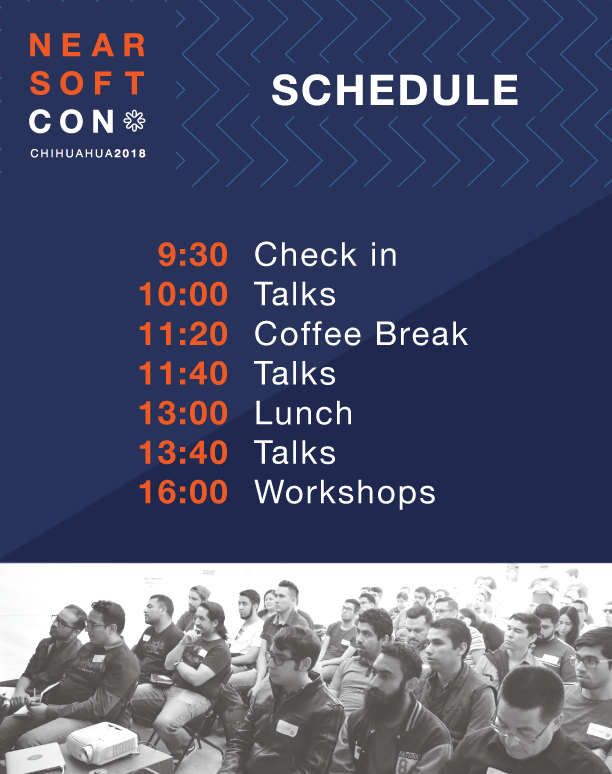 NEAR
SOFT
CON
CHIHUAHUA2018
SCHEDULE
9:30 Check in
10:00 Talks
11:20 Coffee Break
11:40 Talks
13:00 Lunch
13:40 Talks
16:00 Workshops